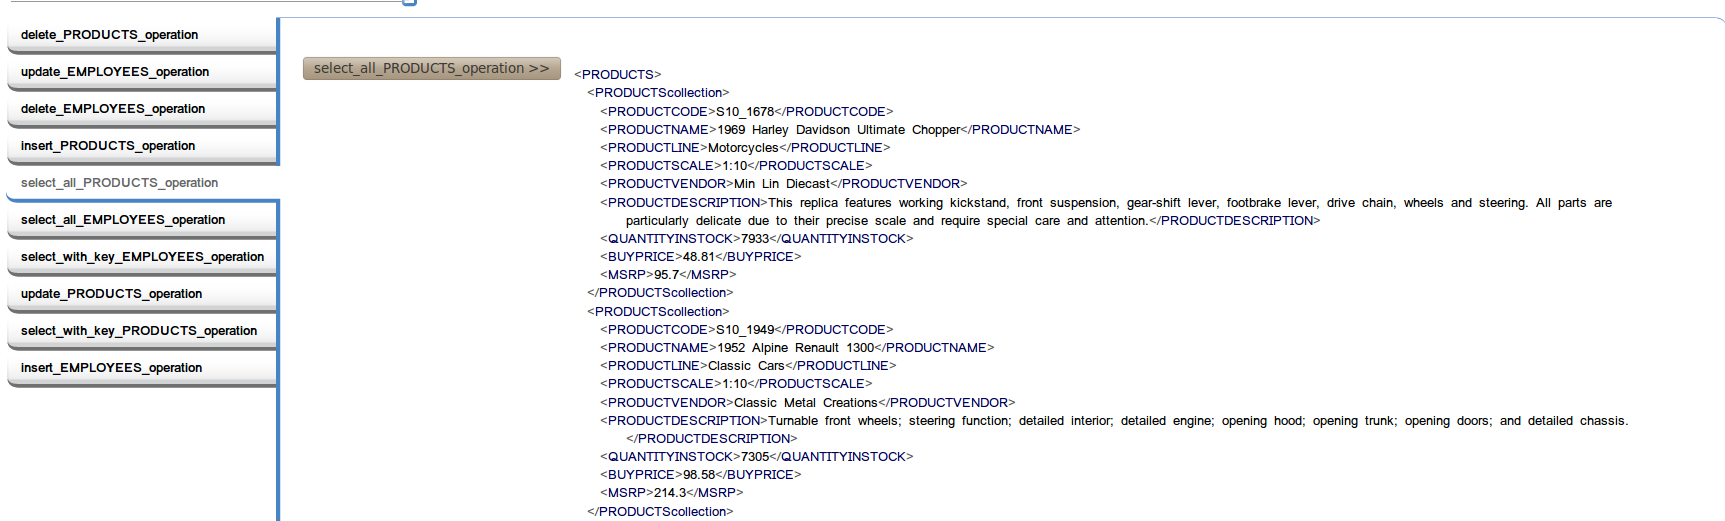 delete_PRODUCTS_operation
update_EMPLOYEES_operation
delete_EMPLOYEES_operation
insert_PRODUCTS_operation
select_all_PRODUCTS_operation
select_all_EMPLOYEES_operation
select_with_key_EMPLOYEES_operation
update_PRODUCTS_operation
select_with_key_PRODUCTS_operation
insert_EMPLOYEES_operation
select_all_PRODUCTS_operation >>
<PRODUCTS>
<PRODUCTScollection>
<PRODUCTCODE>S10_1678</PRODUCTCODE>
<PRODUCTNAME>1969 Harley Davidson Ultimate Chopper</PRODUCTNAME>
<PRODUCTLINE>Motorcycles</PRODUCTLINE>
<PRODUCTSCALE>1:10</PRODUCTSCALE>
<PRODUCTVENDOR>Min Lin Diecast</PRODUCTVENDOR>
<PRODUCTDESCRIPTION>This replica features working kickstand, front suspension, gear-shift lever, footbrake lever, drive chain, wheels and steering. All parts are
particularly delicate due to their precise scale and require special care and attention.</PRODUCTDESCRIPTION>
<QUANTITYINSTOCK>7933</QUANTITYINSTOCK>
<BUYPRICE>48.81</BUYPRICE>
<MSRP>95.7</MSRP>
</PRODUCTScollection>
<PRODUCTScollection>
<PRODUCTCODE>S10_1949</PRODUCTCODE>
<PRODUCTNAME>1952 Alpine Renault 1300</PRODUCTNAME>
<PRODUCTLINE>Classic Cars</PRODUCTLINE>
<PRODUCTSCALE>1:10</PRODUCTSCALE>
<PRODUCTVENDOR>Classic Metal Creations</PRODUCTVENDOR>
<PRODUCTDESCRIPTION>Turnable front wheels; steering function; detailed interior; detailed engine; opening hood; opening trunk; opening doors; and detailed chassis.
</PRODUCTDESCRIPTION>
<QUANTITYINSTOCK>7305</QUANTITYINSTOCK>
<BUYPRICE>98.58</BUYPRICE>
<MSRP>214.3</MSRP>
</PRODUCTScollection>